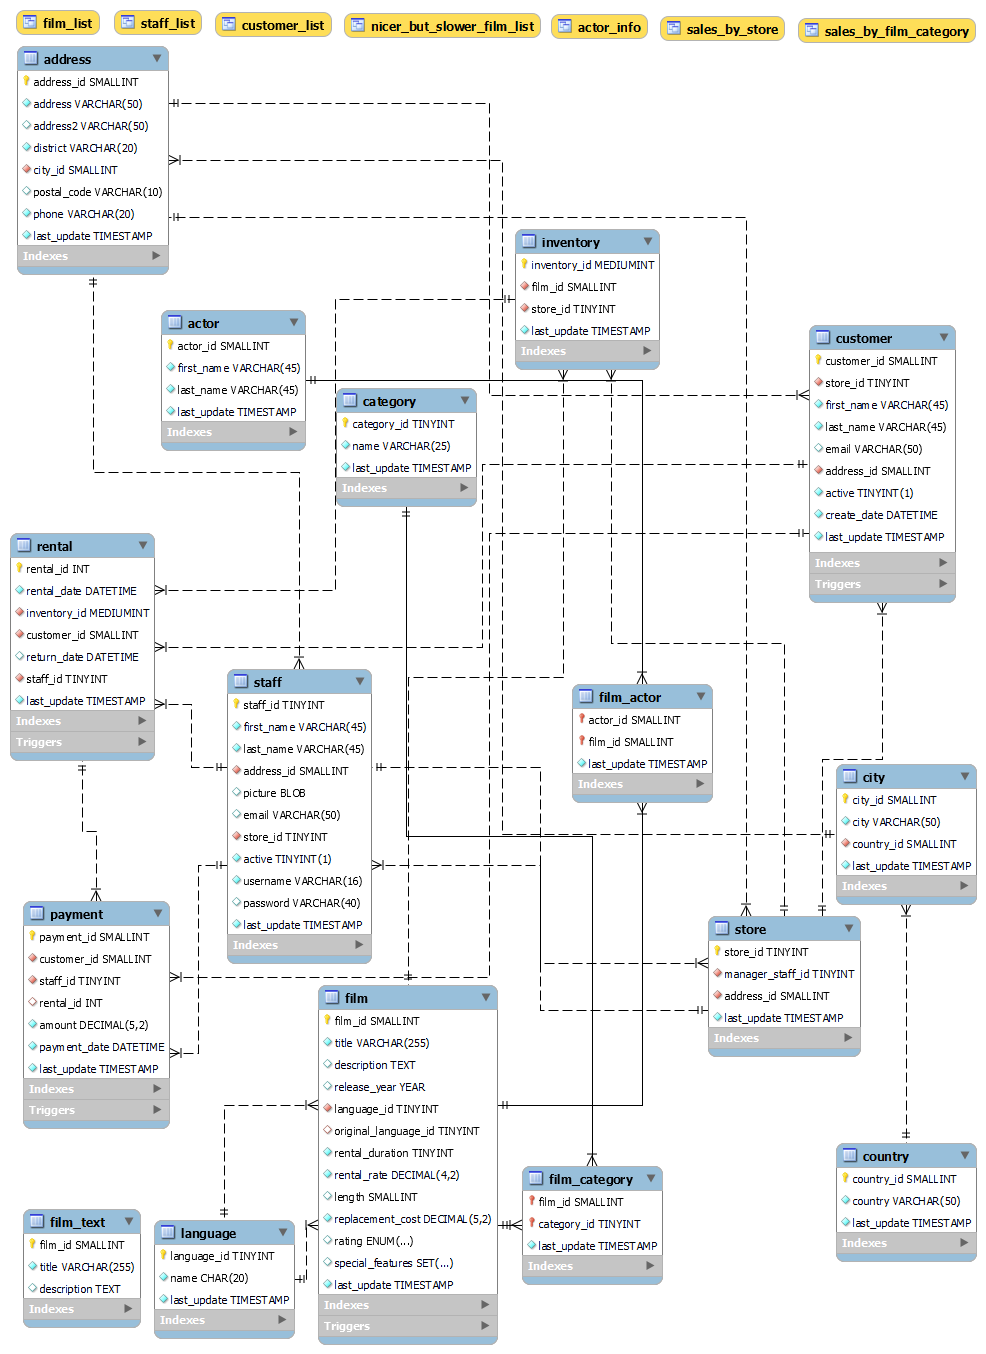 film_list
staff_list
customer_list
nicer_but_slower_film_list
actor_info
sales_by_store
sales_by_film_category
address
address_id SMALLINT
address VARCHAR(50)
address2 VARCHAR(50)
district VARCHAR(20)
city_id SMALLINT
postal_code VARCHAR(10)
phone VARCHAR(20)
last_update TIMESTAMP
Indexes
inventory
inventory_id MEDIUMINT
film_id SMALLINT
store_id TINYINT
last_update TIMESTAMP
Indexes
actor
actor_id SMALLINT
first_name VARCHAR(45)
last_name VARCHAR(45)
last_update TIMESTAMP
Indexes
customer
customer_id SMALLINT
store_id TINYINT
first_name VARCHAR(45)
last_name VARCHAR(45)
email VARCHAR(50)
address_id SMALLINT
active TINYINT(1)
create_date DATETIME
last_update TIMESTAMP
Indexes
Triggers
category
category_id TINYINT
name VARCHAR(25)
last_update TIMESTAMP
Indexes
rental
rental_id INT
rental_date DATETIME
inventory_id MEDIUMINT
customer_id SMALLINT
return_date DATETIME
staff_id TINYINT
last_update TIMESTAMP
Indexes
Triggers
staff
staff_id TINYINT
first_name VARCHAR(45)
last_name VARCHAR(45)
address_id SMALLINT
picture BLOB
email VARCHAR(50)
store_id TINYINT
active TINYINT(1)
username VARCHAR(16)
password VARCHAR(40)
last_update TIMESTAMP
Indexes
film_actor
actor_id SMALLINT
film_id SMALLINT
last_update TIMESTAMP
Indexes
city
city_id SMALLINT
city VARCHAR(50)
country_id SMALLINT
last_update TIMESTAMP
Indexes
payment
payment_id SMALLINT
customer_id SMALLINT
staff_id TINYINT
rental_id INT
amount DECIMAL(5,2)
payment_date DATETIME
last_update TIMESTAMP
Indexes
Triggers
store
store_id TINYINT
manager_staff_id TINYINT
address_id SMALLINT
last_update TIMESTAMP
Indexes
film
film_id SMALLINT
title VARCHAR(255)
description TEXT
release_year YEAR
language_id TINYINT
original_language_id TINYINT
rental_duration TINYINT
rental_rate DECIMAL(4,2)
length SMALLINT
replacement_cost DECIMAL(5,2)
rating ENUM(...)
special_features SET(...)
last_update TIMESTAMP
Indexes
Triggers
film_category
film_id SMALLINT
category_id TINYINT
last_update TIMESTAMP
Indexes
country
country_id SMALLINT
country VARCHAR(50)
last_update TIMESTAMP
Indexes
film_text
film_id SMALLINT
title VARCHAR(255)
description TEXT
Indexes
language
language_id TINYINT
name CHAR(20)
last_update TIMESTAMP
Indexes